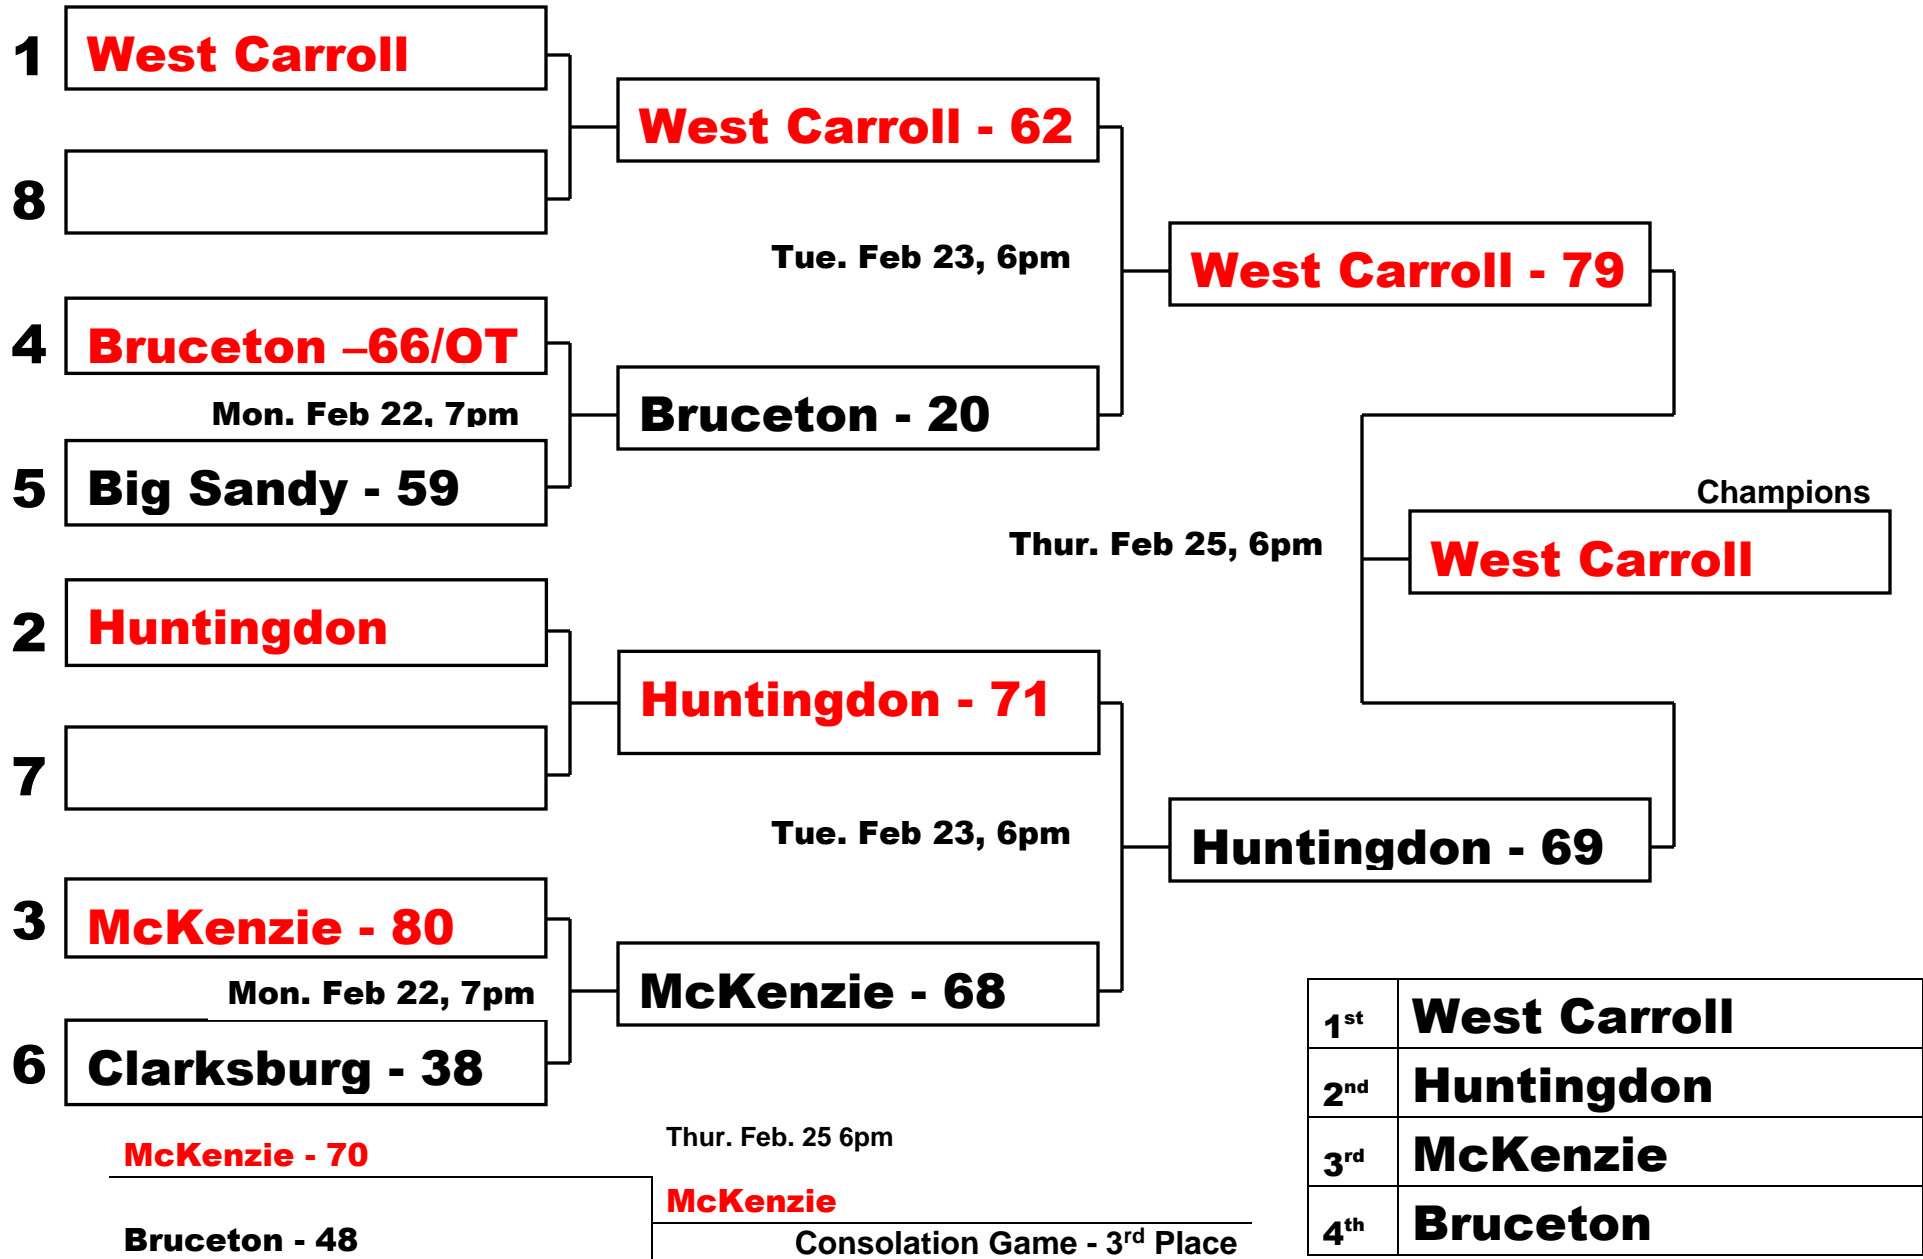 1 West Carroll
West Carroll - 62
8
Tue. Feb 23, 6pm
West Carroll - 79
4 Bruceton –66/OT
Mon. Feb 22, 7pm
Bruceton - 20
5 Big Sandy - 59
Champions
Thur. Feb 25, 6pm
West Carroll
2 Huntingdon
Huntingdon - 71
7
Tue. Feb 23, 6pm
Huntingdon - 69
3 McKenzie - 80
Mon. Feb 22, 7pm
McKenzie - 68
6 Clarksburg - 38
1st West Carroll
2nd Huntingdon
3rd McKenzie
4th Bruceton
Thur. Feb. 25 6pm
McKenzie - 70
McKenzie
Bruceton - 48
Consolation Game - 3rd Place